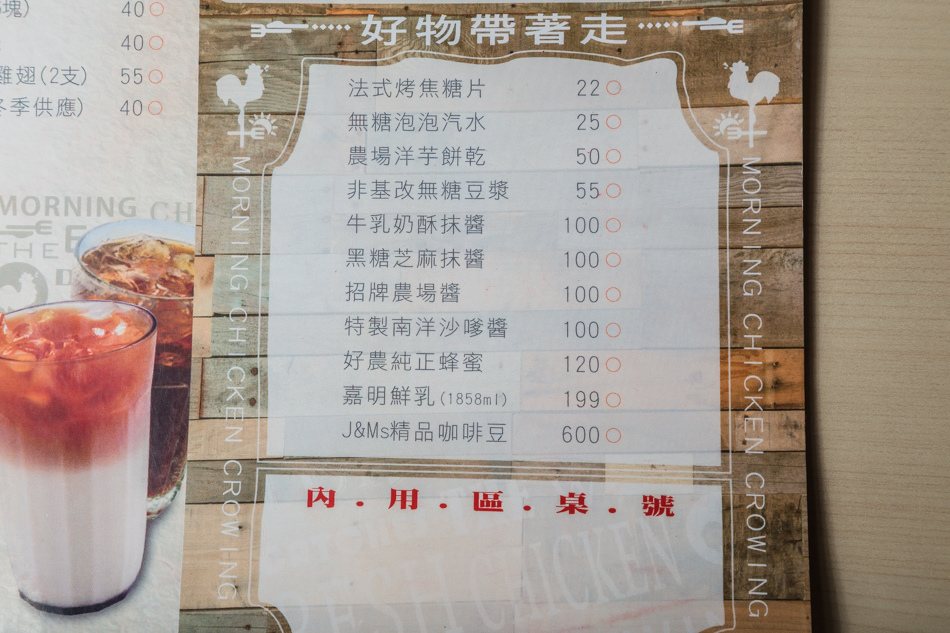 塊) 40○
40○
雞翅(2支) 55○
冬季供應) 40○
MORNING CH
THE E
好物帶著走
法式烤焦糖片 22○
無糖泡泡汽水 25○
農場洋芋餅乾 50○
非基改無糖豆漿 55○
牛乳奶酥抹醬 100○
黑糖芝麻抹醬 100○
招牌農場醬 100○
特製南洋沙嗲醬 100○
好農純正蜂蜜 120○
嘉明鮮乳(1858ml) 199○
J&Ms精品咖啡豆 600○
MORNING CHICKEN CROWING
MORNING CHICKEN CROWING
內.用.區.桌.號
CHICKEN